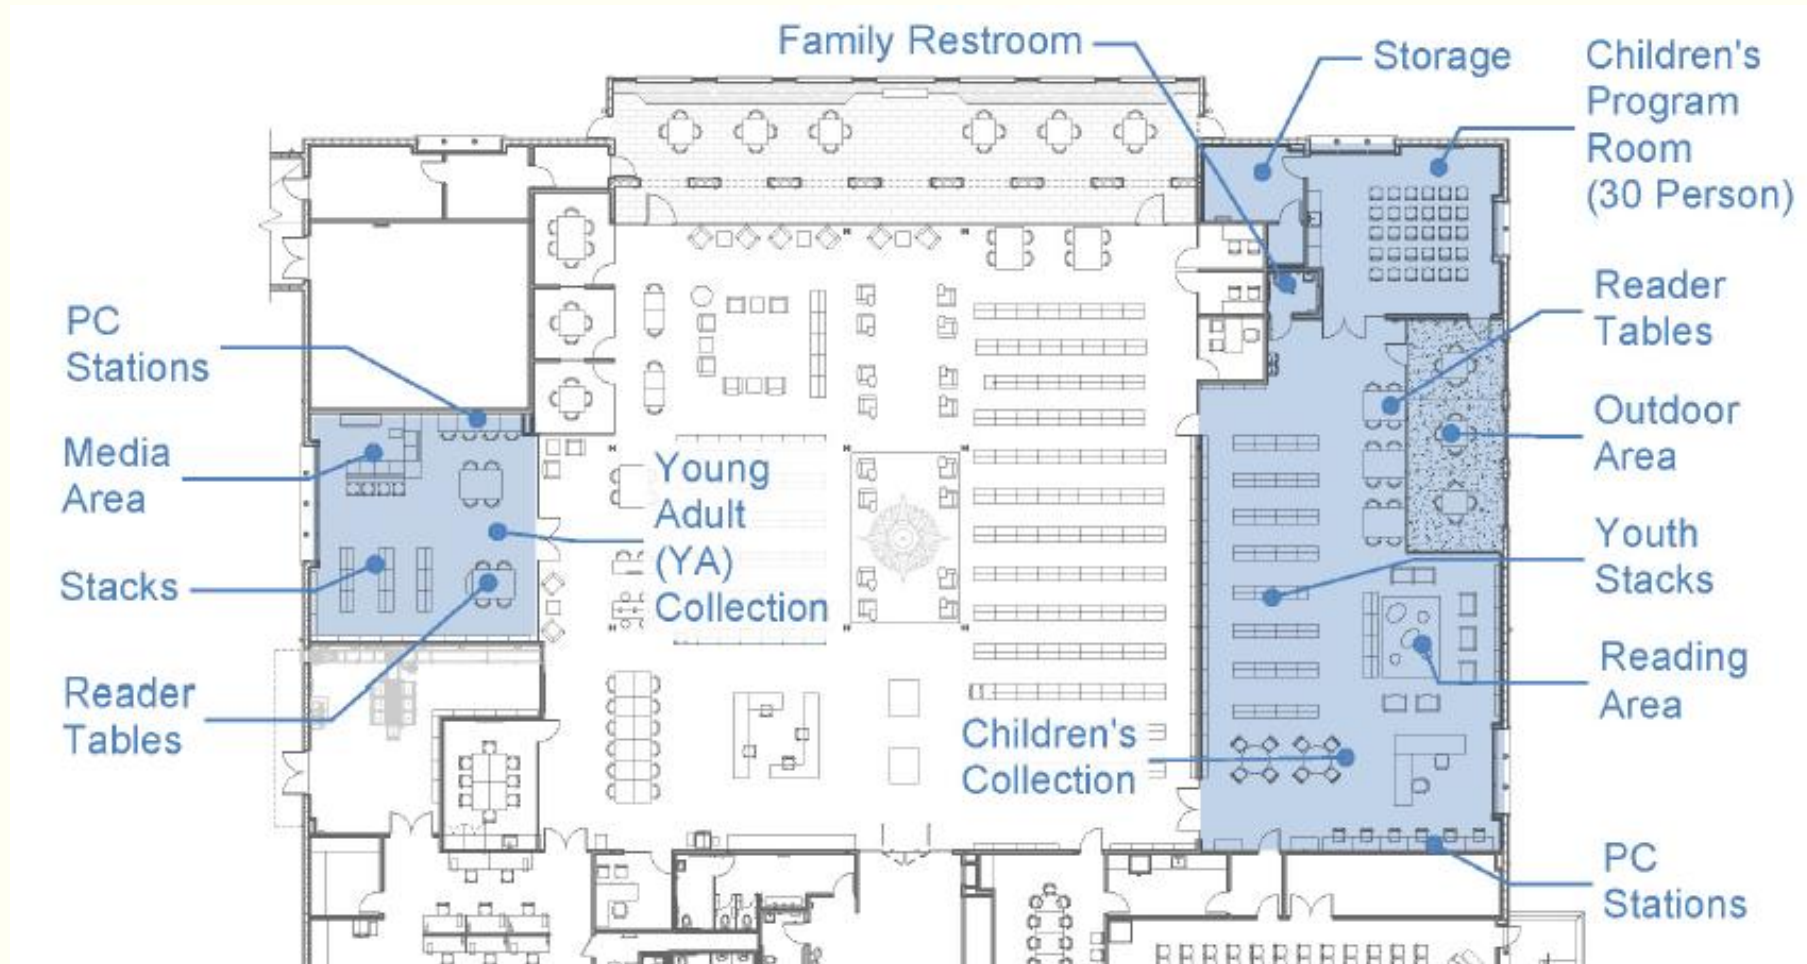 Family Restroom
Storage
Children's
Program
Room
(30 Person)
PC
Stations
Media
Area
Stacks
Reader
Tables
Young
Adult
(YA)
Collection
Children's
Collection
Reader
Tables
Outdoor
Area
Youth
Stacks
Reading
Area
PC
Stations